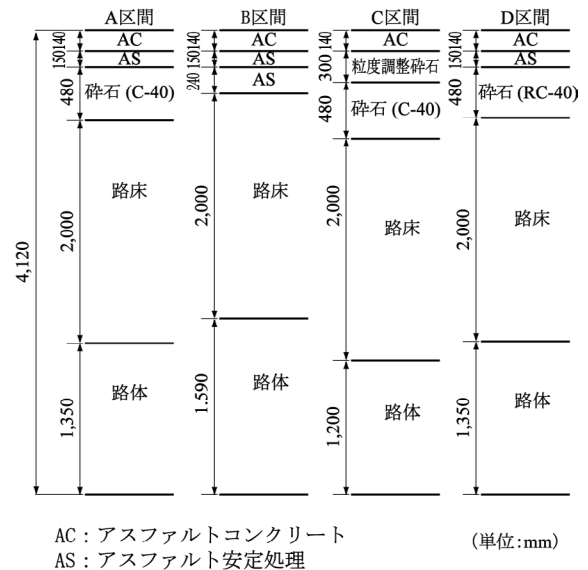 A区間 B区間 C区間 D区間
140 AC 140 AC 140 AC 140 AC
150 AS 150 AS 300 粒度調整砕石 150 AS
480 砕石 (C-40) 240 AS 480 砕石 (C-40) 480 砕石 (RC-40)
2,000 路床 2,000 路床 2,000 路床 2,000 路床
4,120
1,350 路体 1.590 路体 1,200 路体 1,350 路体
AC：アスファルトコンクリート (単位:mm)
AS：アスファルト安定処理